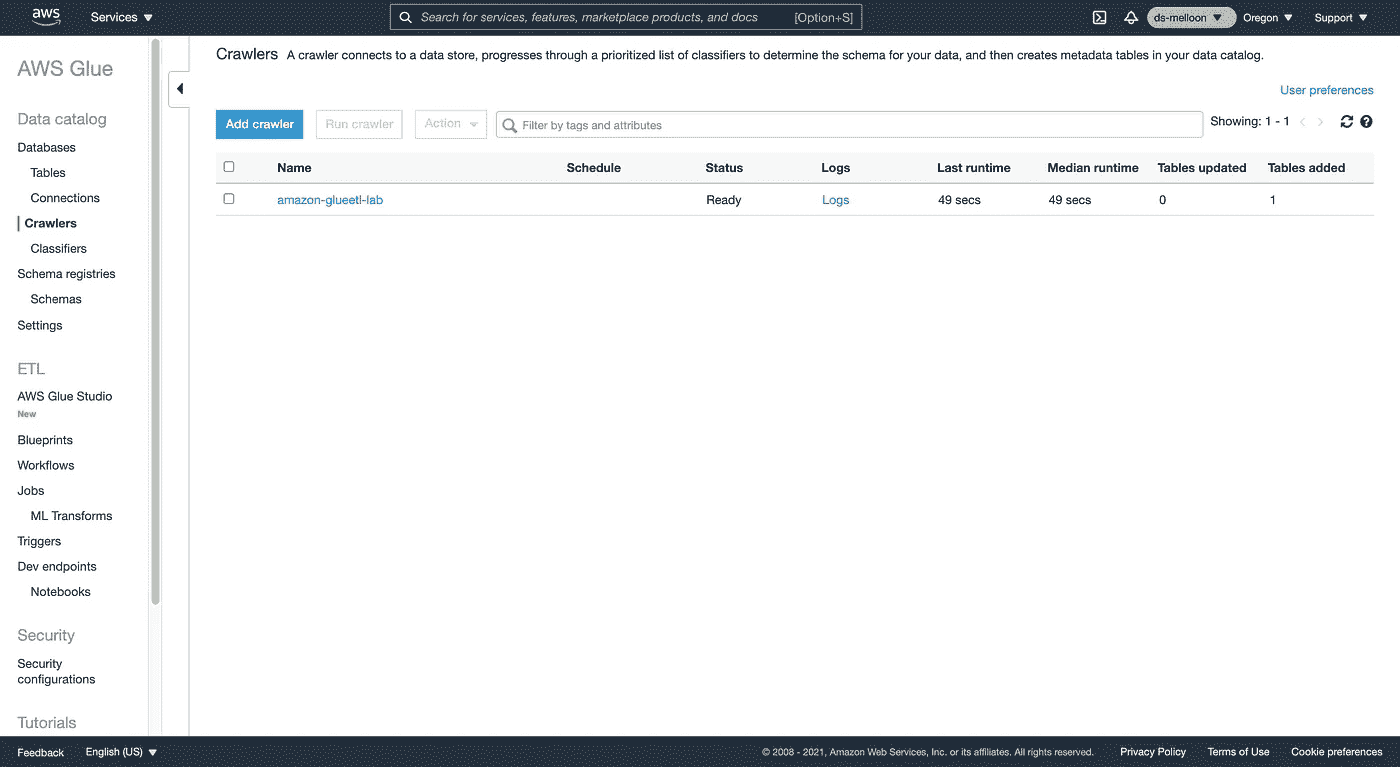 aws
Services
Search for services, features, marketplace products, and docs [Option+S]
ds-melloon
Oregon
Support
AWS Glue
Data catalog
Databases
Tables
Connections
Crawlers
Classifiers
Schema registries
Schemas
Settings
ETL
AWS Glue Studio
New
Blueprints
Workflows
Jobs
ML Transforms
Triggers
Dev endpoints
Notebooks
Security
Security
configurations
Tutorials
Crawlers A crawler connects to a data store, progresses through a prioritized list of classifiers to determine the schema for your data, and then creates metadata tables in your data catalog.
User preferences
Add crawler Run crawler Action Filter by tags and attributes Showing: 1 - 1
Name Schedule Status Logs Last runtime Median runtime Tables updated Tables added
amazon-glueetl-lab Ready Logs 49 secs 49 secs 0 1
Feedback English (US) © 2008 - 2021, Amazon Web Services, Inc. or its affiliates. All rights reserved. Privacy Policy Terms of Use Cookie preferences